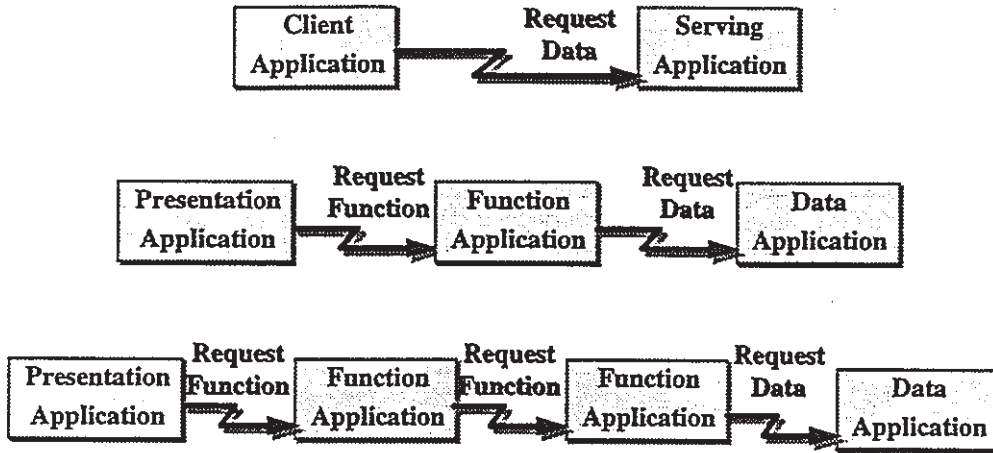 Client
Application
Request
Data
Serving
Application
Presentation
Application
Request
Function
Function
Application
Request
Data
Data
Application
Presentation
Application
Request
Function
Function
Application
Request
Function
Function
Application
Request
Data
Data
Application